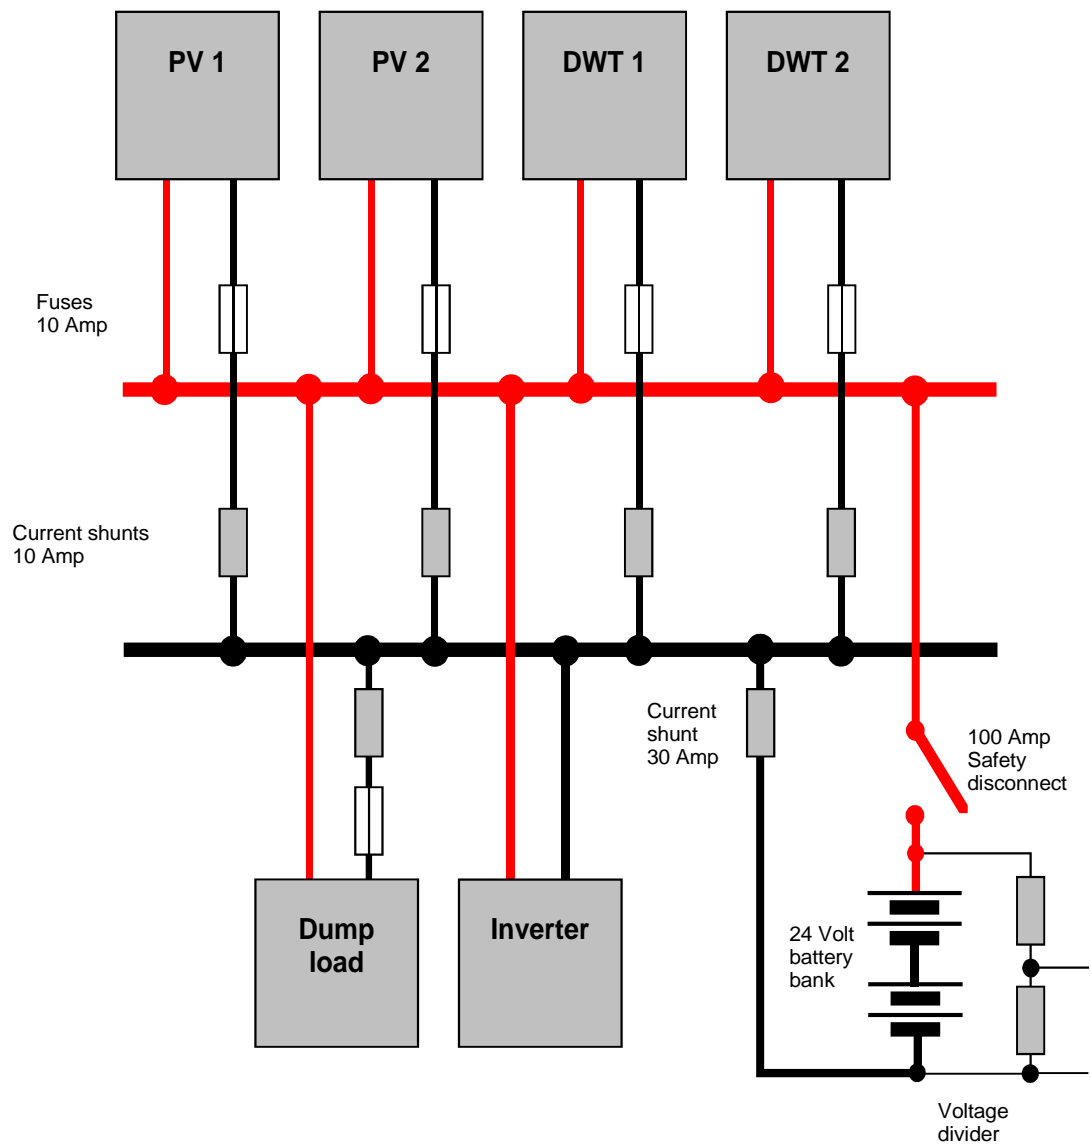 PV 1
PV 2
DWT 1
DWT 2
Fuses
10 Amp
Current shunts
10 Amp
Current
shunt
30 Amp
100 Amp
Safety
disconnect
Dump
load
Inverter
24 Volt
battery
bank
Voltage
divider